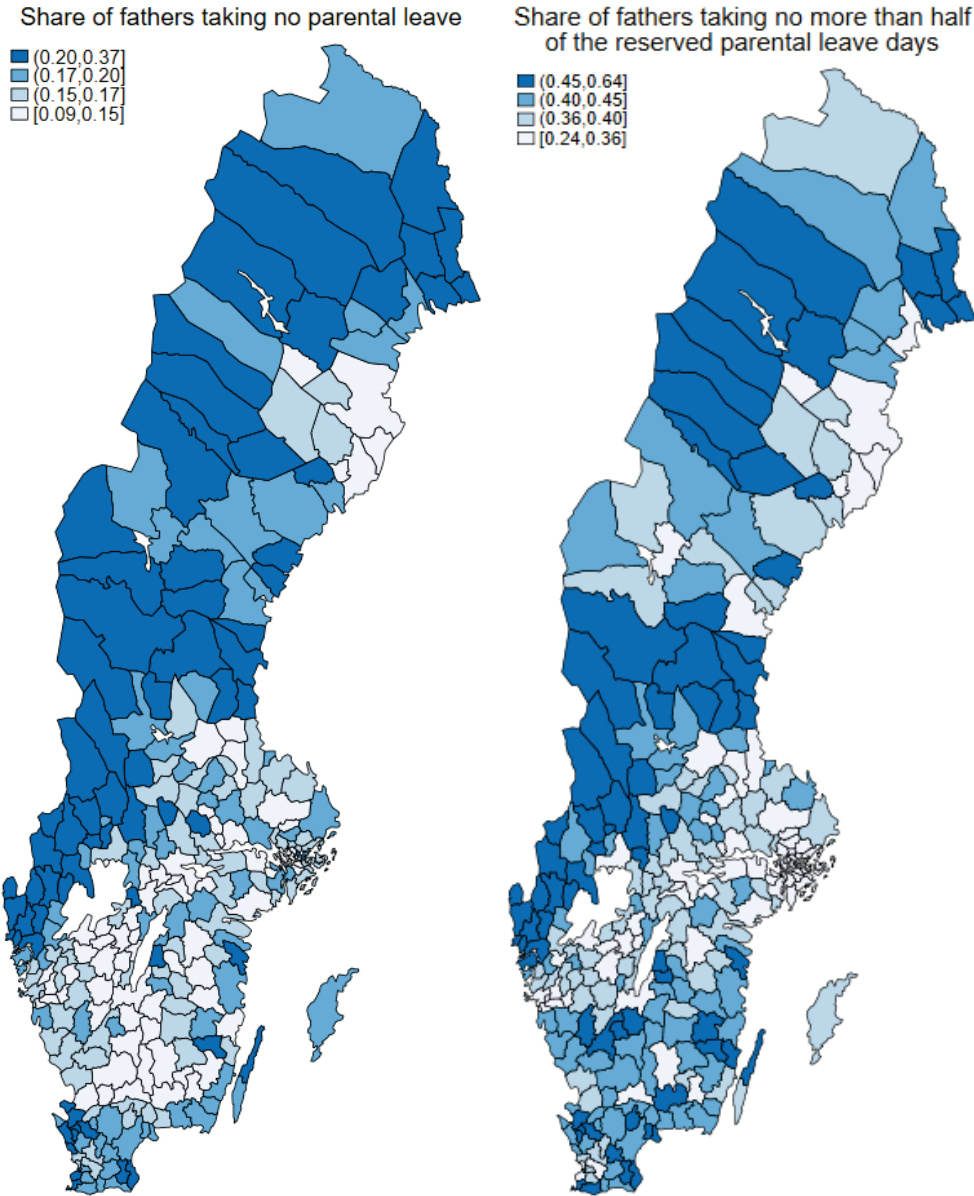 Share of fathers taking no parental leave
(0.20,0.37]
(0.17,0.20]
(0.15,0.17]
[0.09,0.15]
Share of fathers taking no more than half
of the reserved parental leave days
(0.45,0.64]
(0.40,0.45]
(0.36,0.40]
[0.24,0.36]